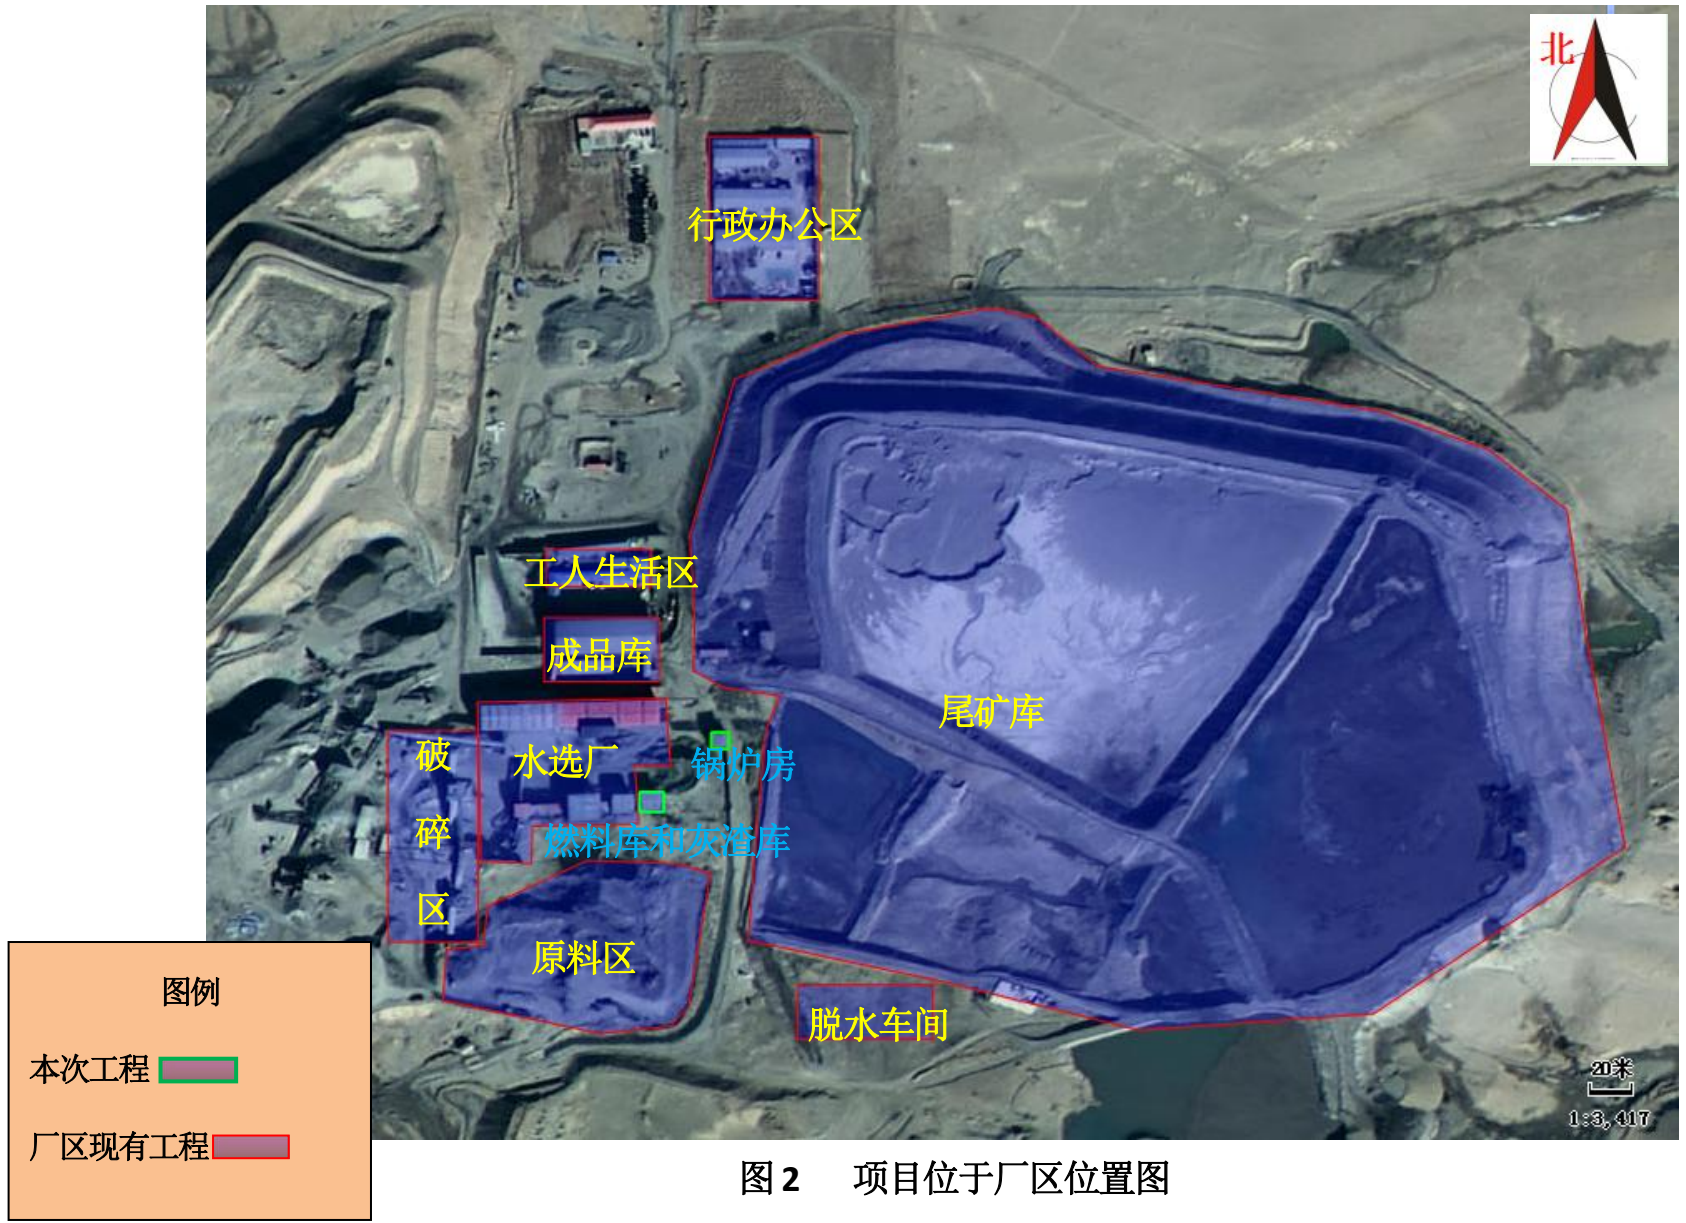 北
行政办公区
工人生活区
成品库
尾矿库
破碎区
水选厂
锅炉房
燃料库和灰渣库
原料区
脱水车间
图例
本次工程
厂区现有工程
20米
1:3,417
图 2 项目位于厂区位置图